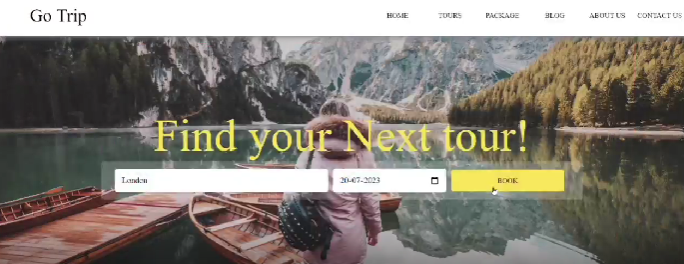 Go Trip
HOME TOURS PACKAGE BLOG ABOUT US CONTACT US
Find your Next tour!
London 20-07-2023 BOOK